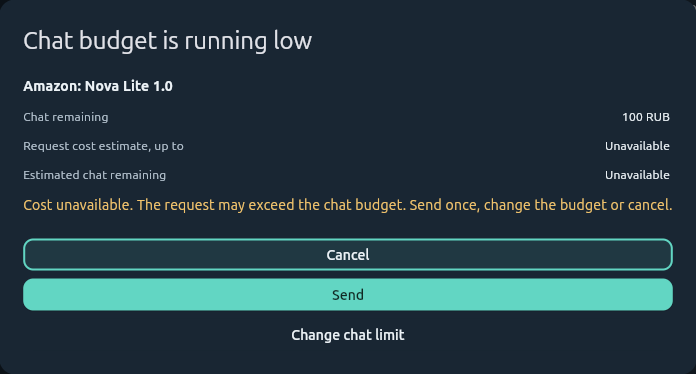 Chat budget is running low
Amazon: Nova Lite 1.0
Chat remaining 100 RUB
Request cost estimate, up to Unavailable
Estimated chat remaining Unavailable
Cost unavailable. The request may exceed the chat budget. Send once, change the budget or cancel.
Cancel
Send
Change chat limit